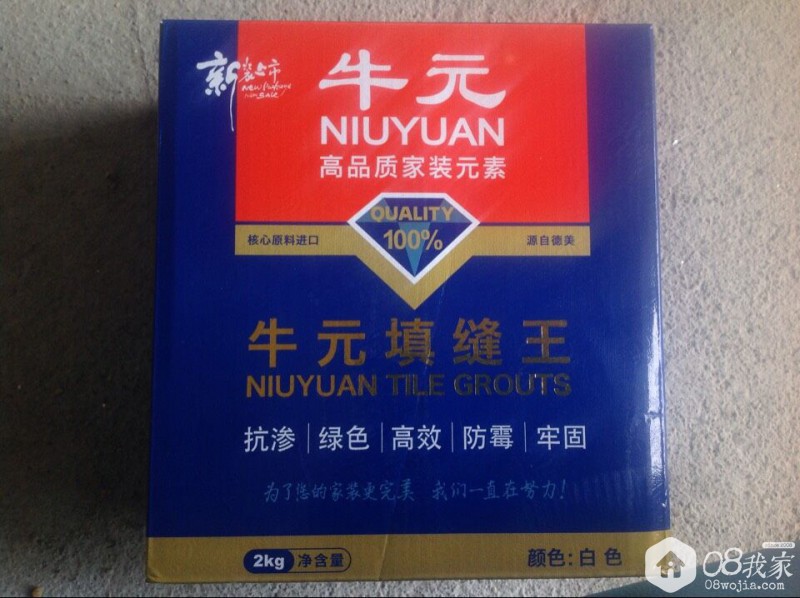 新装上市
牛元
NIUYUAN
高品质家装元素
QUALITY
100%
核心原料进口
源自德美
牛元填缝王
NIUYUAN TILE GROUTS
抗渗 | 绿色 | 高效 | 防霉 | 牢固
为了您的家装更完美 我们一直在努力!
2kg 净含量
颜色: 白色
08我家
08wojia.com